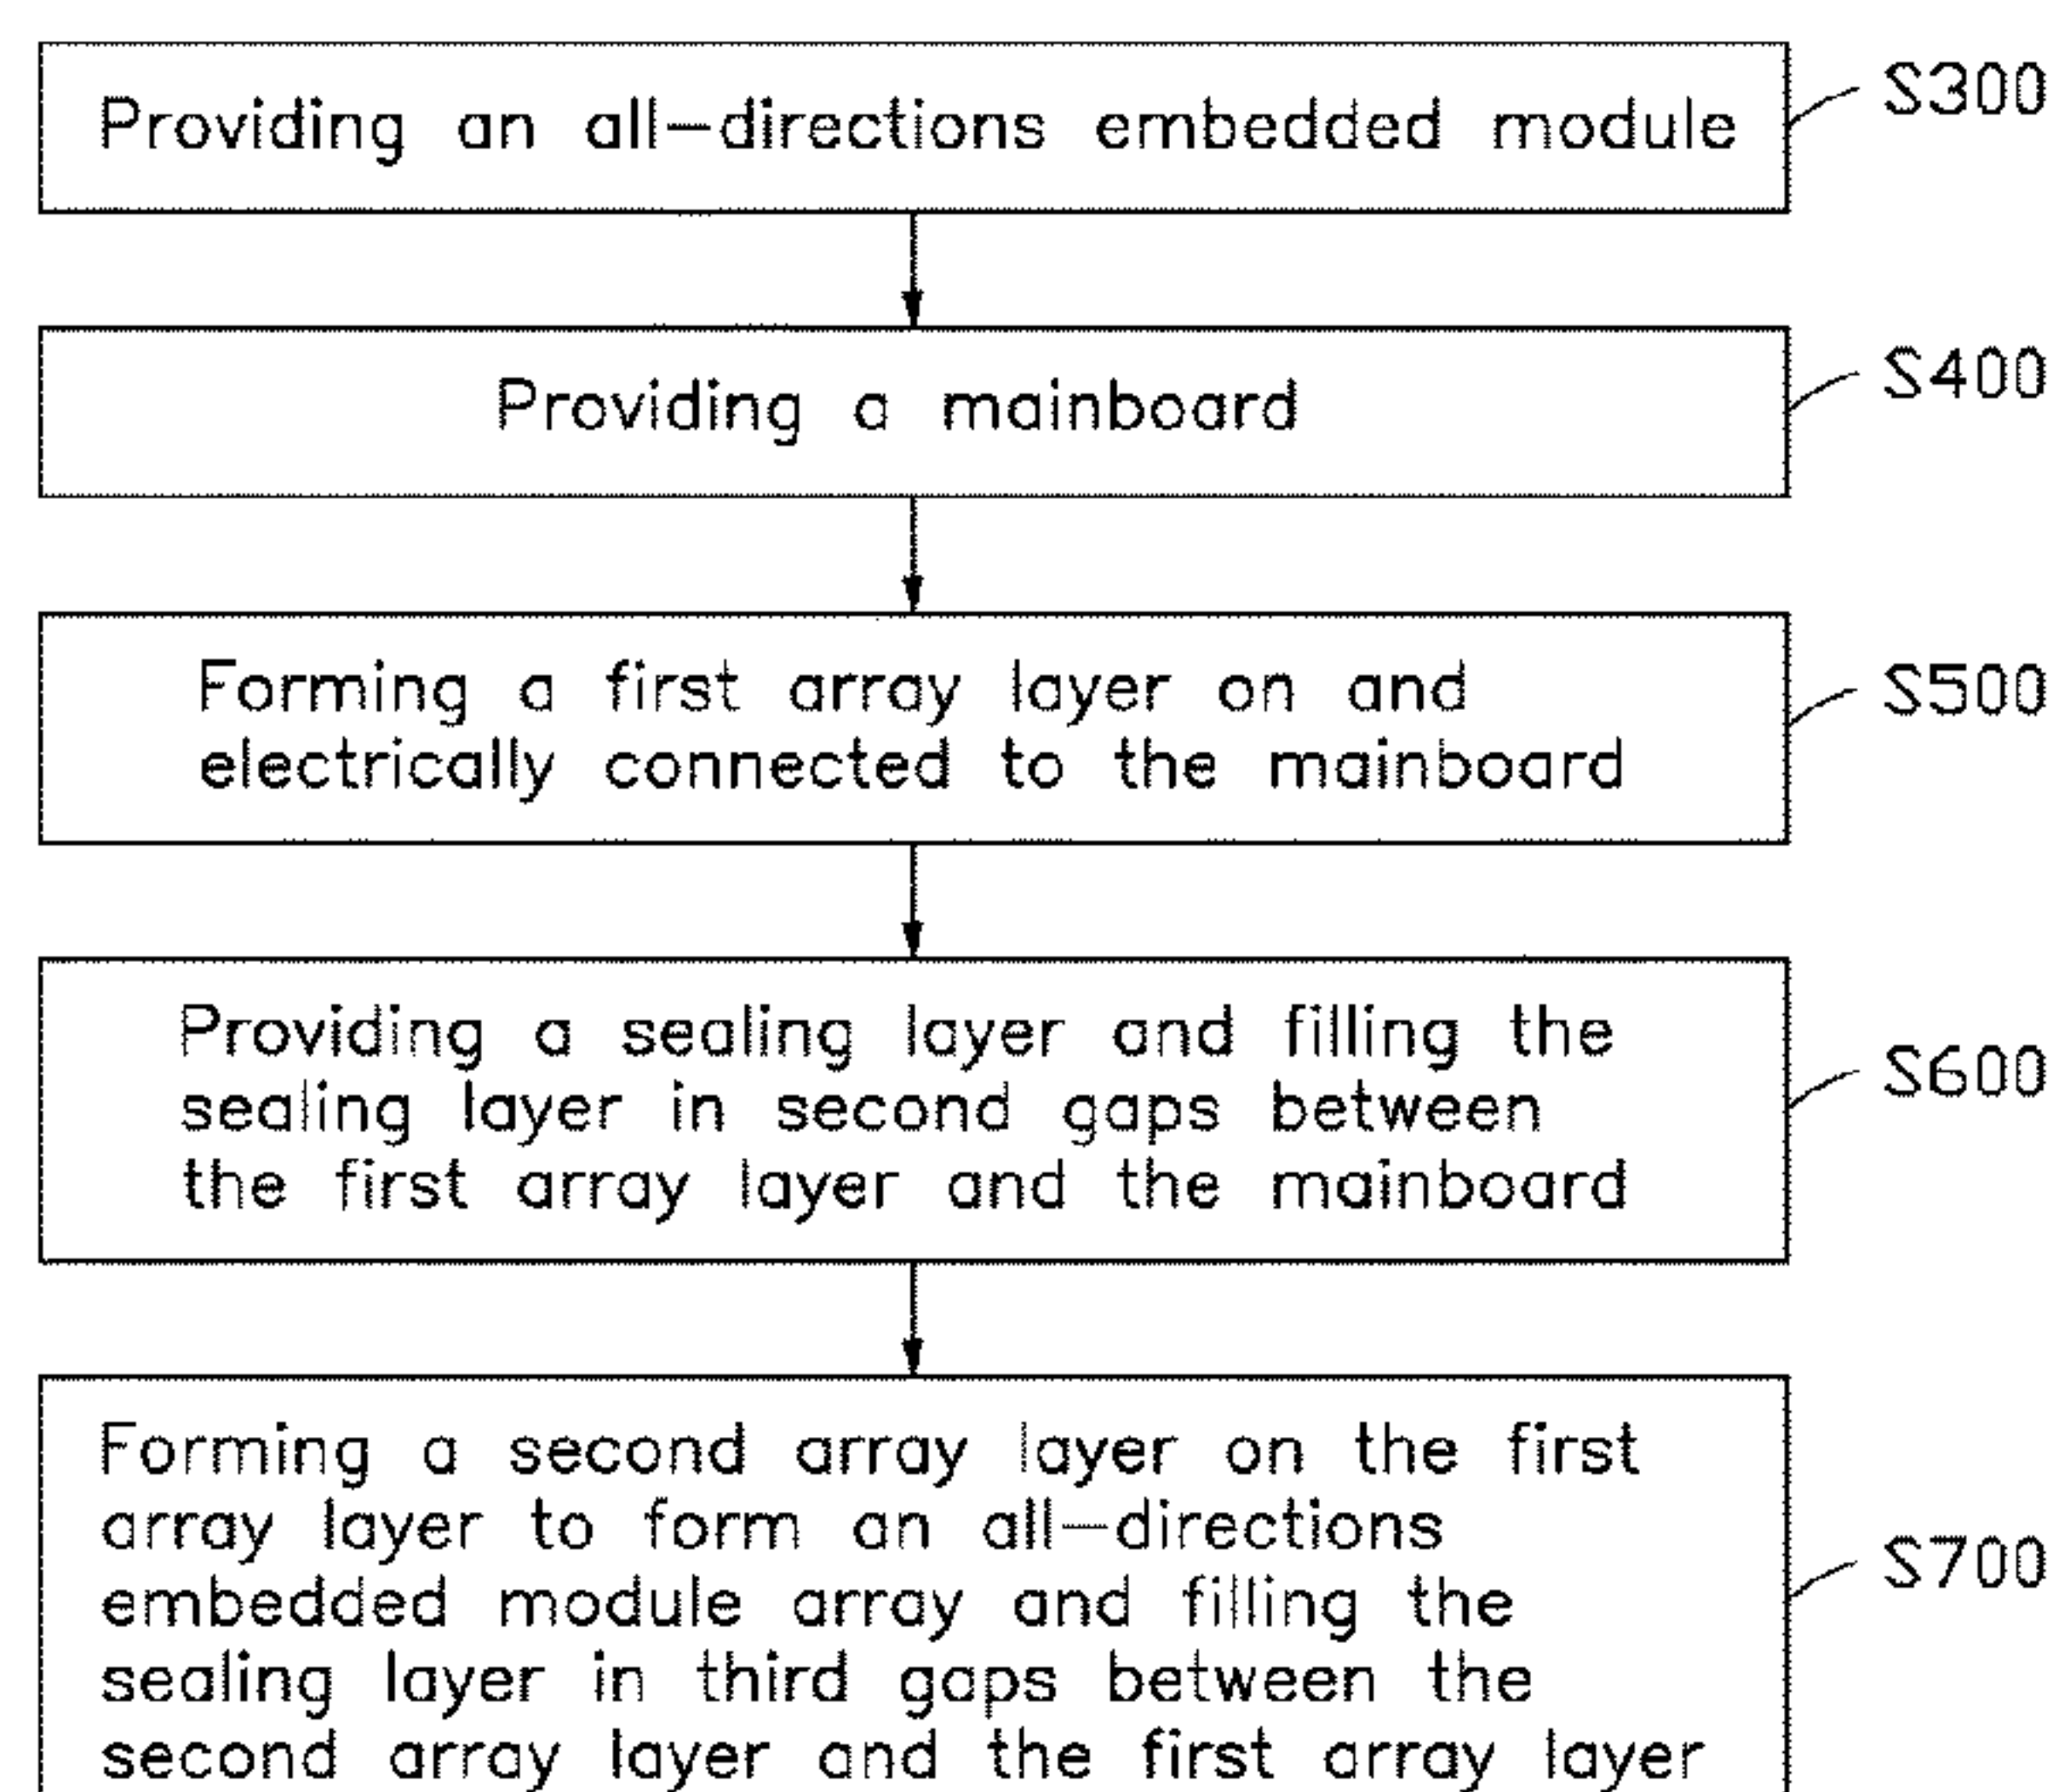 Providing an all-directions embedded module
S300
Providing a mainboard
S400
Forming a first array layer on and
electrically connected to the mainboard
S500
Providing a sealing layer and filling the
sealing layer in second gaps between
the first array layer and the mainboard
S600
Forming a second array layer on the first
array layer to form an all-directions
embedded module array and filling the
sealing layer in third gaps between the
second array layer and the first array layer
S700